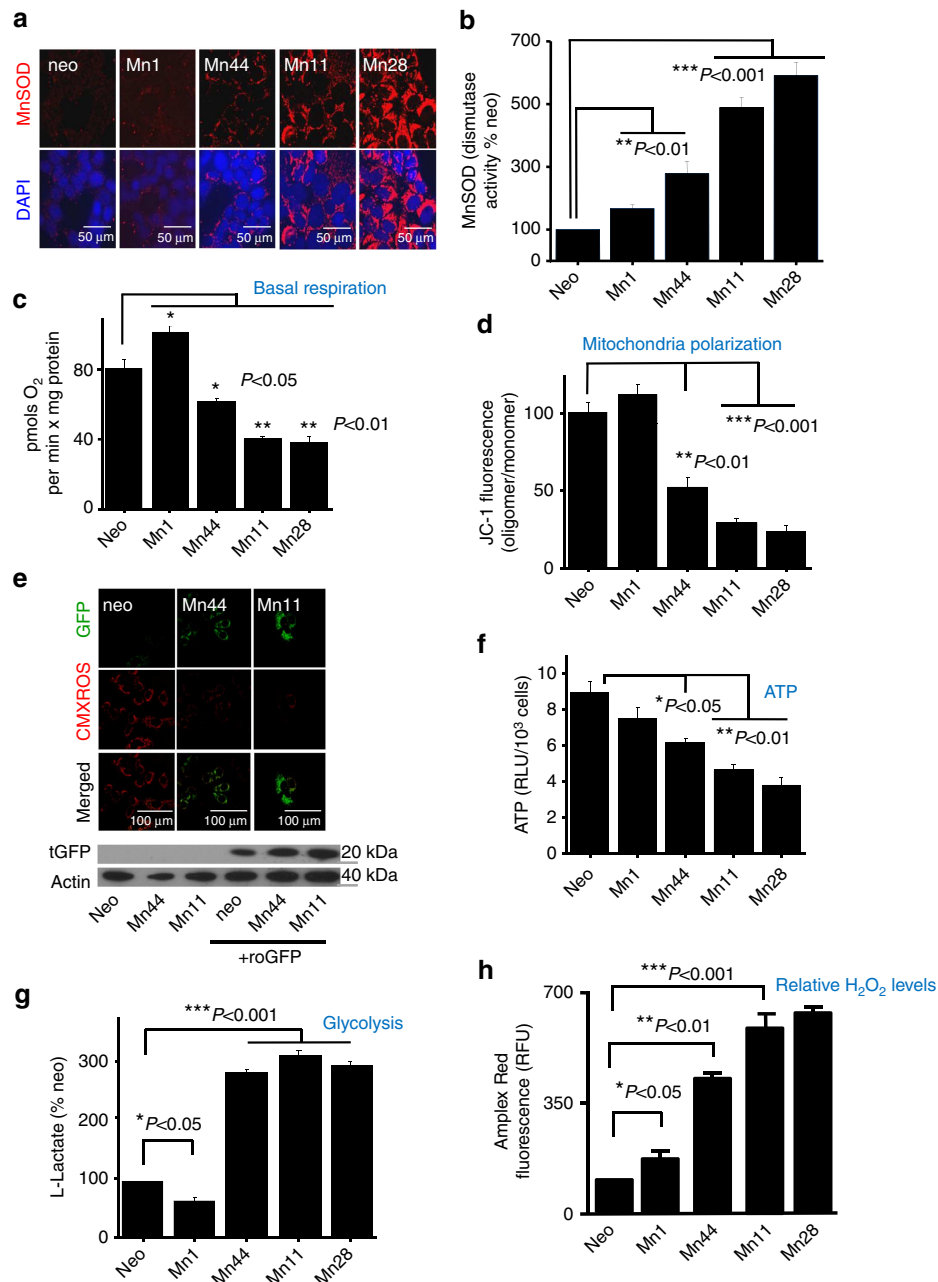 a
neo Mn1 Mn44 Mn11 Mn28
MnSOD
DAPI
50 μm 50 μm 50 μm 50 μm 50 μm
b
MnSOD (dismutase
activity % neo)
700
500
300
100
0
***P<0.001
**P<0.01
Neo Mn1 Mn44 Mn11 Mn28
c
Basal respiration
pmols O2
per min x mg protein
80
40
0
*
*
P<0.05
** **
P<0.01
Neo Mn1 Mn44 Mn11 Mn28
d
Mitochondria polarization
JC-1 fluorescence
(oligomer/monomer)
100
50
0
***P<0.001
**P<0.01
Neo Mn1 Mn44 Mn11 Mn28
e
neo Mn44 Mn11
GFP
CMXROS
Merged
100 μm 100 μm 100 μm
tGFP 20 kDa
Actin 40 kDa
Neo Mn44 Mn11 neo Mn44 Mn11
+roGFP
f
ATP
ATP (RLU/10³ cells)
10
8
6
4
2
0
*P<0.05
**P<0.01
Neo Mn1 Mn44 Mn11 Mn28
g
Glycolysis
L-Lactate (% neo)
300
200
100
0
***P<0.001
*P<0.05
Neo Mn1 Mn44 Mn11 Mn28
h
Relative H2O2 levels
Amplex Red
fluorescence (RFU)
700
350
0
***P<0.001
**P<0.01
*P<0.05
Neo Mn1 Mn44 Mn11 Mn28